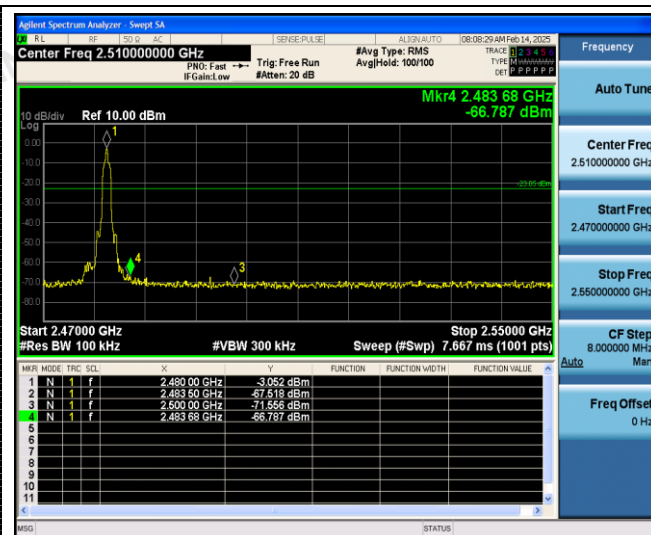 Agilent Spectrum Analyzer - Swept SA
RL RF 50 Ω AC SENSE:PULSE ALIGN AUTO 08:08:29 AM Feb 14, 2025
Center Freq 2.510000000 GHz
PNO: Fast
IFGain:Low
Trig: Free Run
#Atten: 20 dB
#Avg Type: RMS
Avg|Hold: 100/100
TRACE 1 2 3 4 5 6
TYPE M
DET P P P P P P
Mkr4 2.483 68 GHz
-66.787 dBm
10 dB/div Ref 10.00 dBm
Log
0.00
-10.0
-20.0
-30.0
-40.0
-50.0
-60.0
-70.0
-80.0
1
-23.05 dBm
4
3
Start 2.47000 GHz Stop 2.55000 GHz
#Res BW 100 kHz #VBW 300 kHz Sweep (#Swp) 7.667 ms (1001 pts)
MKR MODE TRC SCL X Y FUNCTION FUNCTION WIDTH FUNCTION VALUE
1 N 1 f 2.480 00 GHz -3.052 dBm
2 N 1 f 2.483 50 GHz -67.518 dBm
3 N 1 f 2.500 00 GHz -71.556 dBm
4 N 1 f 2.483 68 GHz -66.787 dBm
5
6
7
8
9
10
11
MSG STATUS
Frequency
Auto Tune
Center Freq
2.510000000 GHz
Start Freq
2.470000000 GHz
Stop Freq
2.550000000 GHz
CF Step
8.000000 MHz
Auto Man
Freq Offset
0 Hz